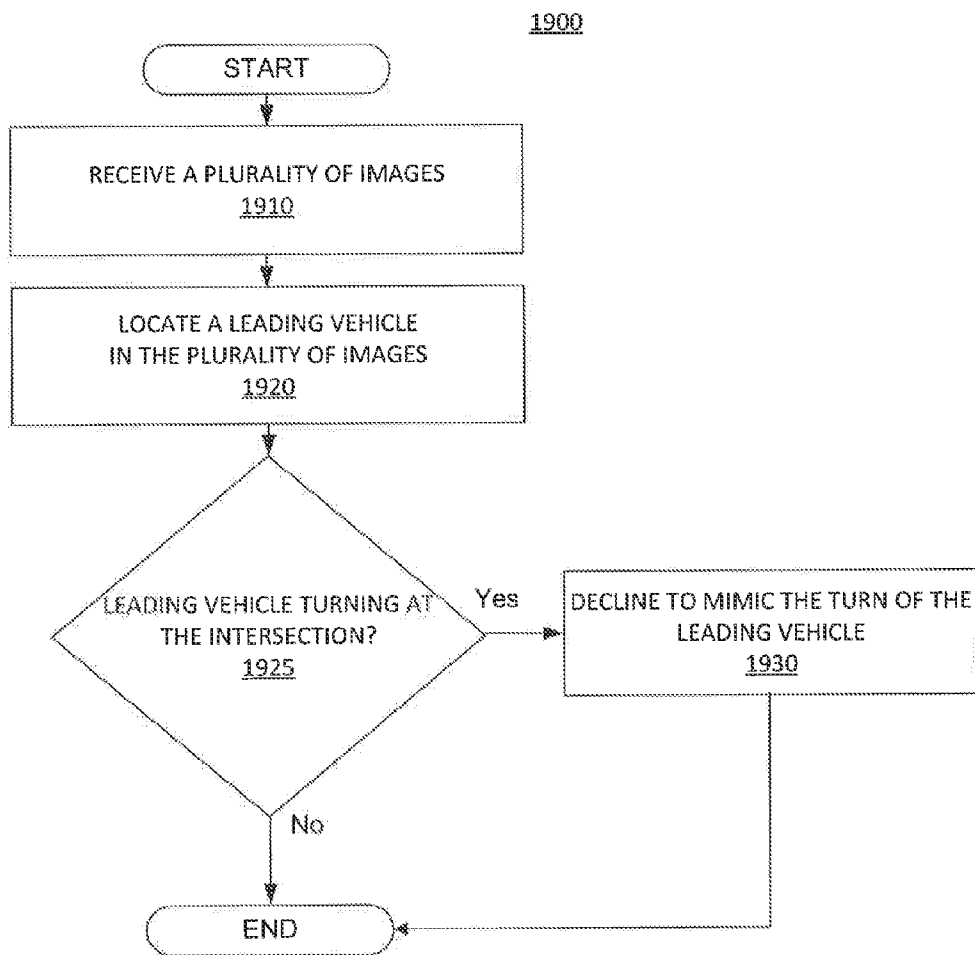 1900
START
RECEIVE A PLURALITY OF IMAGES
1910
LOCATE A LEADING VEHICLE
IN THE PLURALITY OF IMAGES
1920
LEADING VEHICLE TURNING AT
THE INTERSECTION?
1925
Yes
DECLINE TO MIMIC THE TURN OF THE
LEADING VEHICLE
1930
No
END